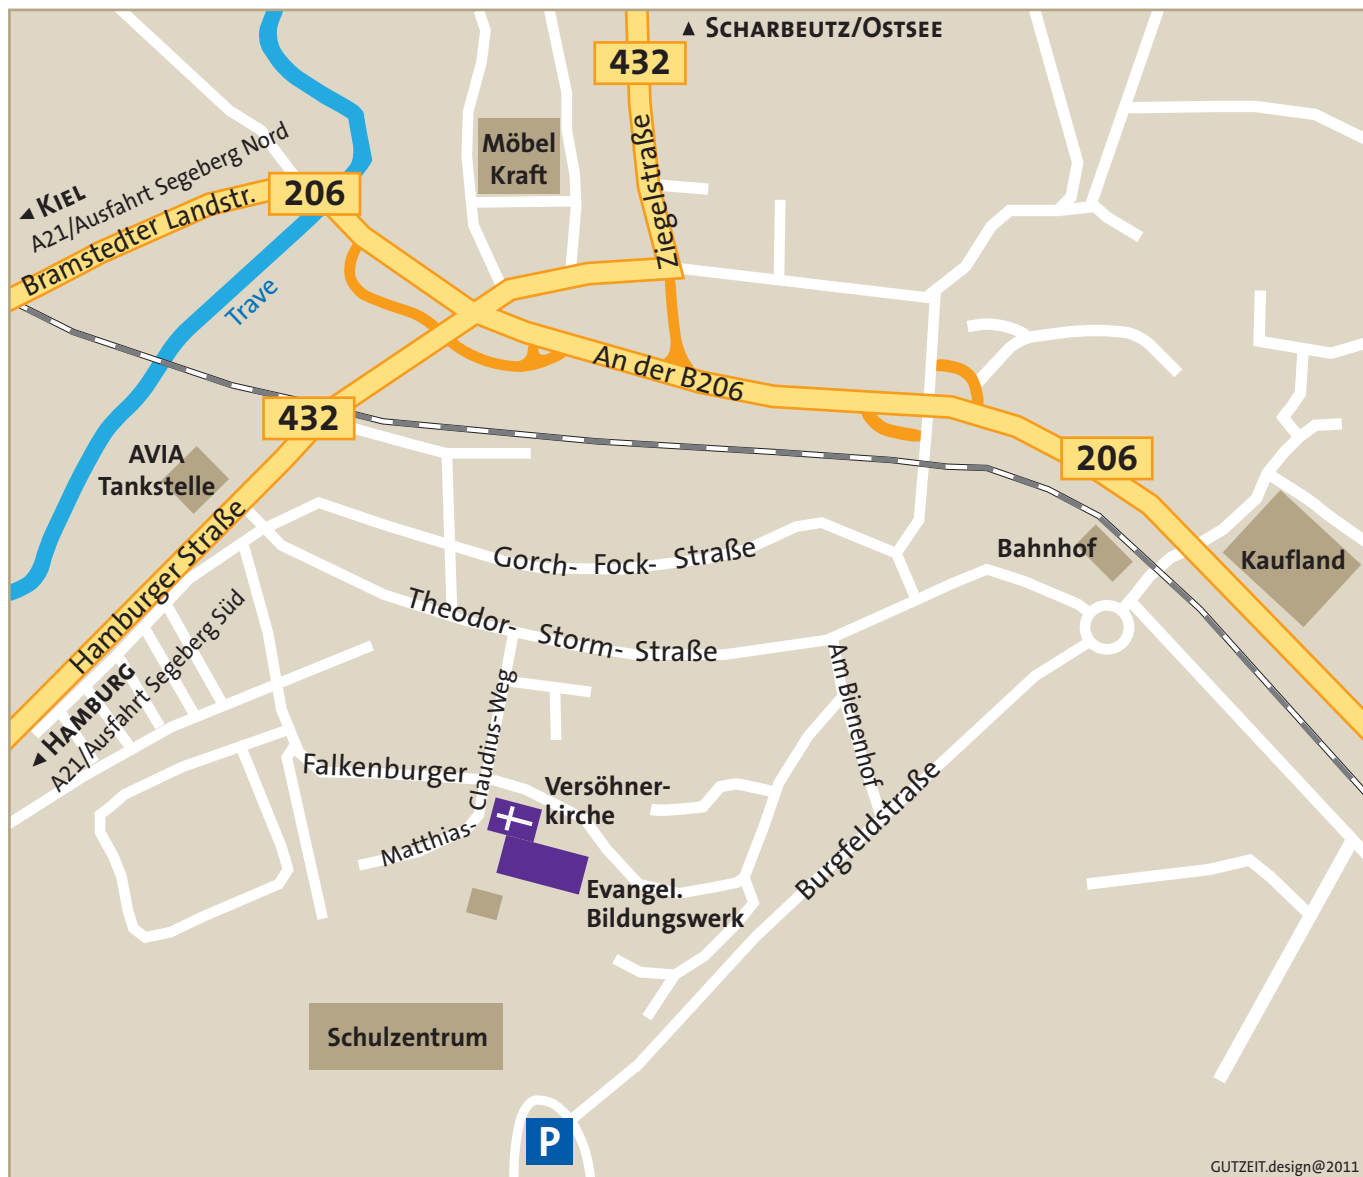 ▲ SCHARBEUTZ/OSTSEE
432
Ziegelstraße
Möbel
Kraft
◄ KIEL
A21/Ausfahrt Segeberg Nord
Bramstedter Landstr.
206
Trave
An der B206
432
AVIA
Tankstelle
206
Hamburger Straße
Gorch- Fock- Straße
Bahnhof
Kaufland
Theodor- Storm- Straße
◄ HAMBURG
A21/Ausfahrt Segeberg Süd
Am Bienenhof
Falkenburger
Matthias- Claudius-Weg
Versöhner-
kirche
Burgfeldstraße
Evangel.
Bildungswerk
Schulzentrum
P
GUTZEIT.design@2011